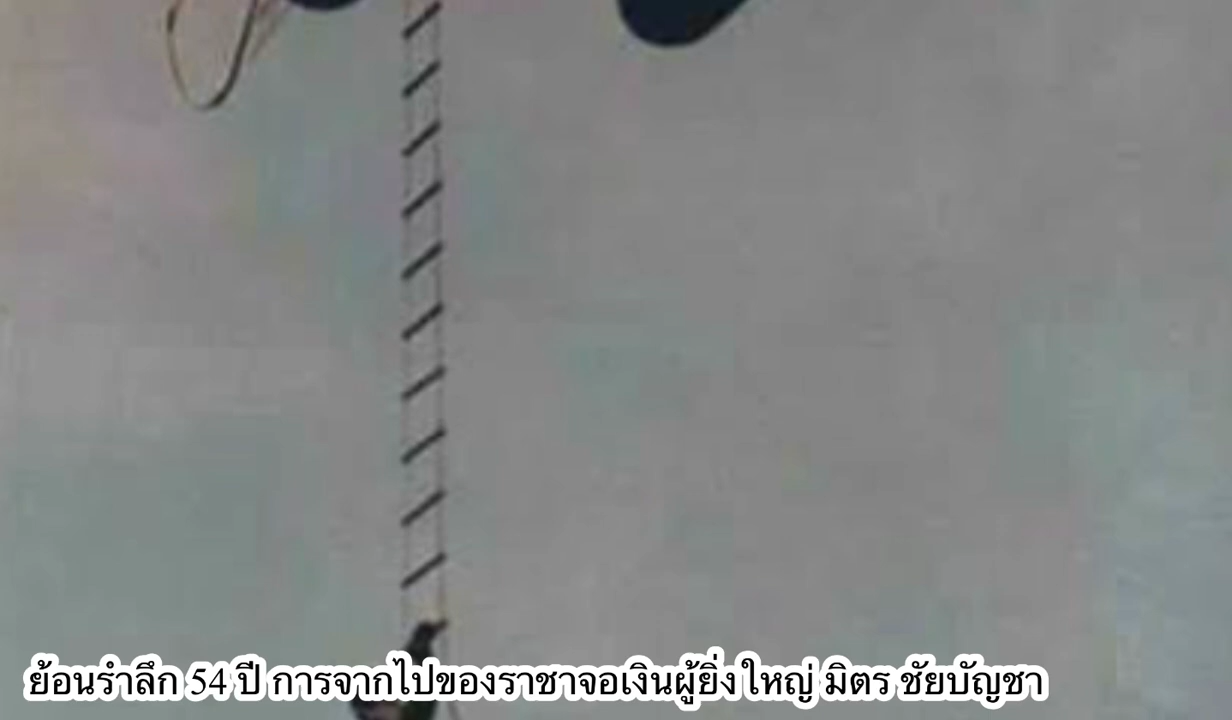 ย้อนรำลึก 54 ปี การจากไปของราชาจอเงินผู้ยิ่งใหญ่ มิตร ชัยบัญชา